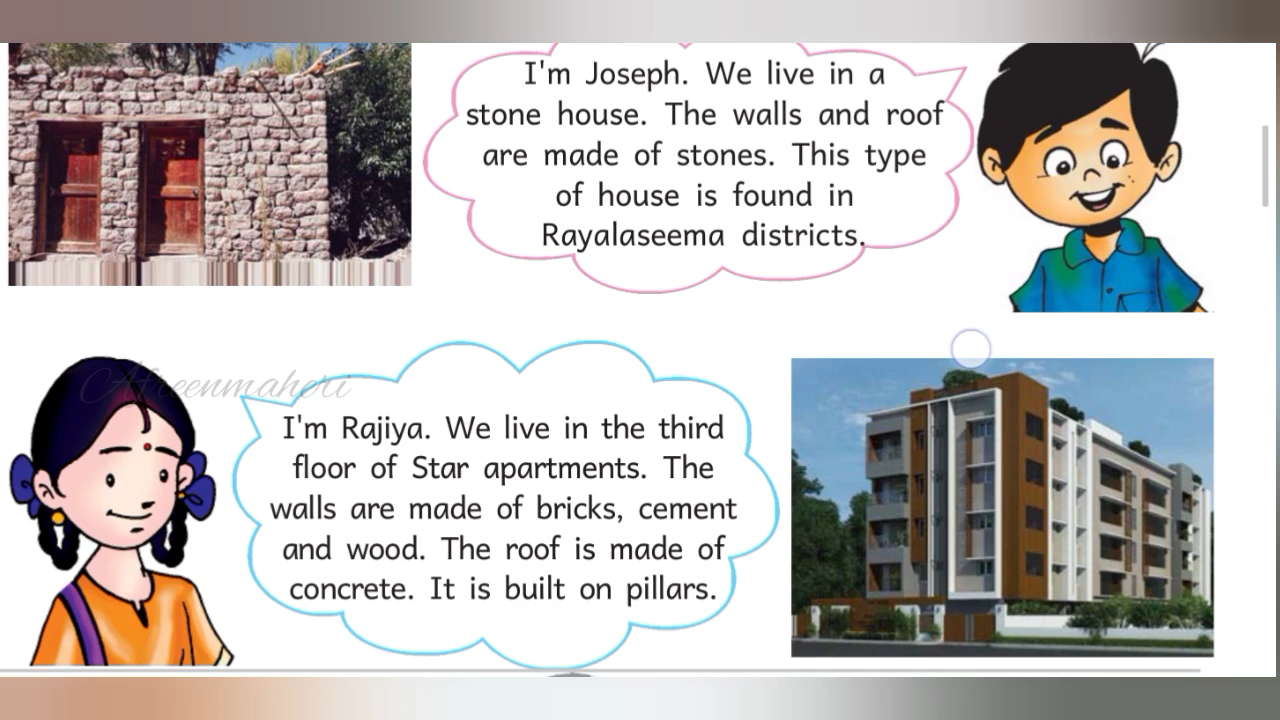 I'm Joseph. We live in a
stone house. The walls and roof
are made of stones. This type
of house is found in
Rayalaseema districts.
Afreenmaheri
I'm Rajiya. We live in the third
floor of Star apartments. The
walls are made of bricks, cement
and wood. The roof is made of
concrete. It is built on pillars.